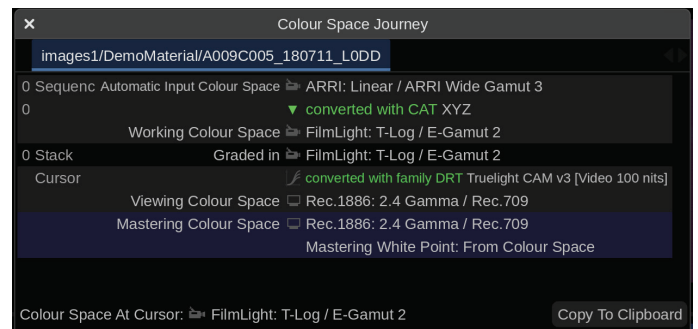 × Colour Space Journey
images1/DemoMaterial/A009C005_180711_L0DD
0 Sequenc Automatic Input Colour Space ARRI: Linear / ARRI Wide Gamut 3
0 ▼ converted with CAT XYZ
Working Colour Space FilmLight: T-Log / E-Gamut 2
0 Stack Graded in FilmLight: T-Log / E-Gamut 2
Cursor converted with family DRT Truelight CAM v3 [Video 100 nits]
Viewing Colour Space Rec.1886: 2.4 Gamma / Rec.709
Mastering Colour Space Rec.1886: 2.4 Gamma / Rec.709
Mastering White Point: From Colour Space
Colour Space At Cursor: FilmLight: T-Log / E-Gamut 2 Copy To Clipboard